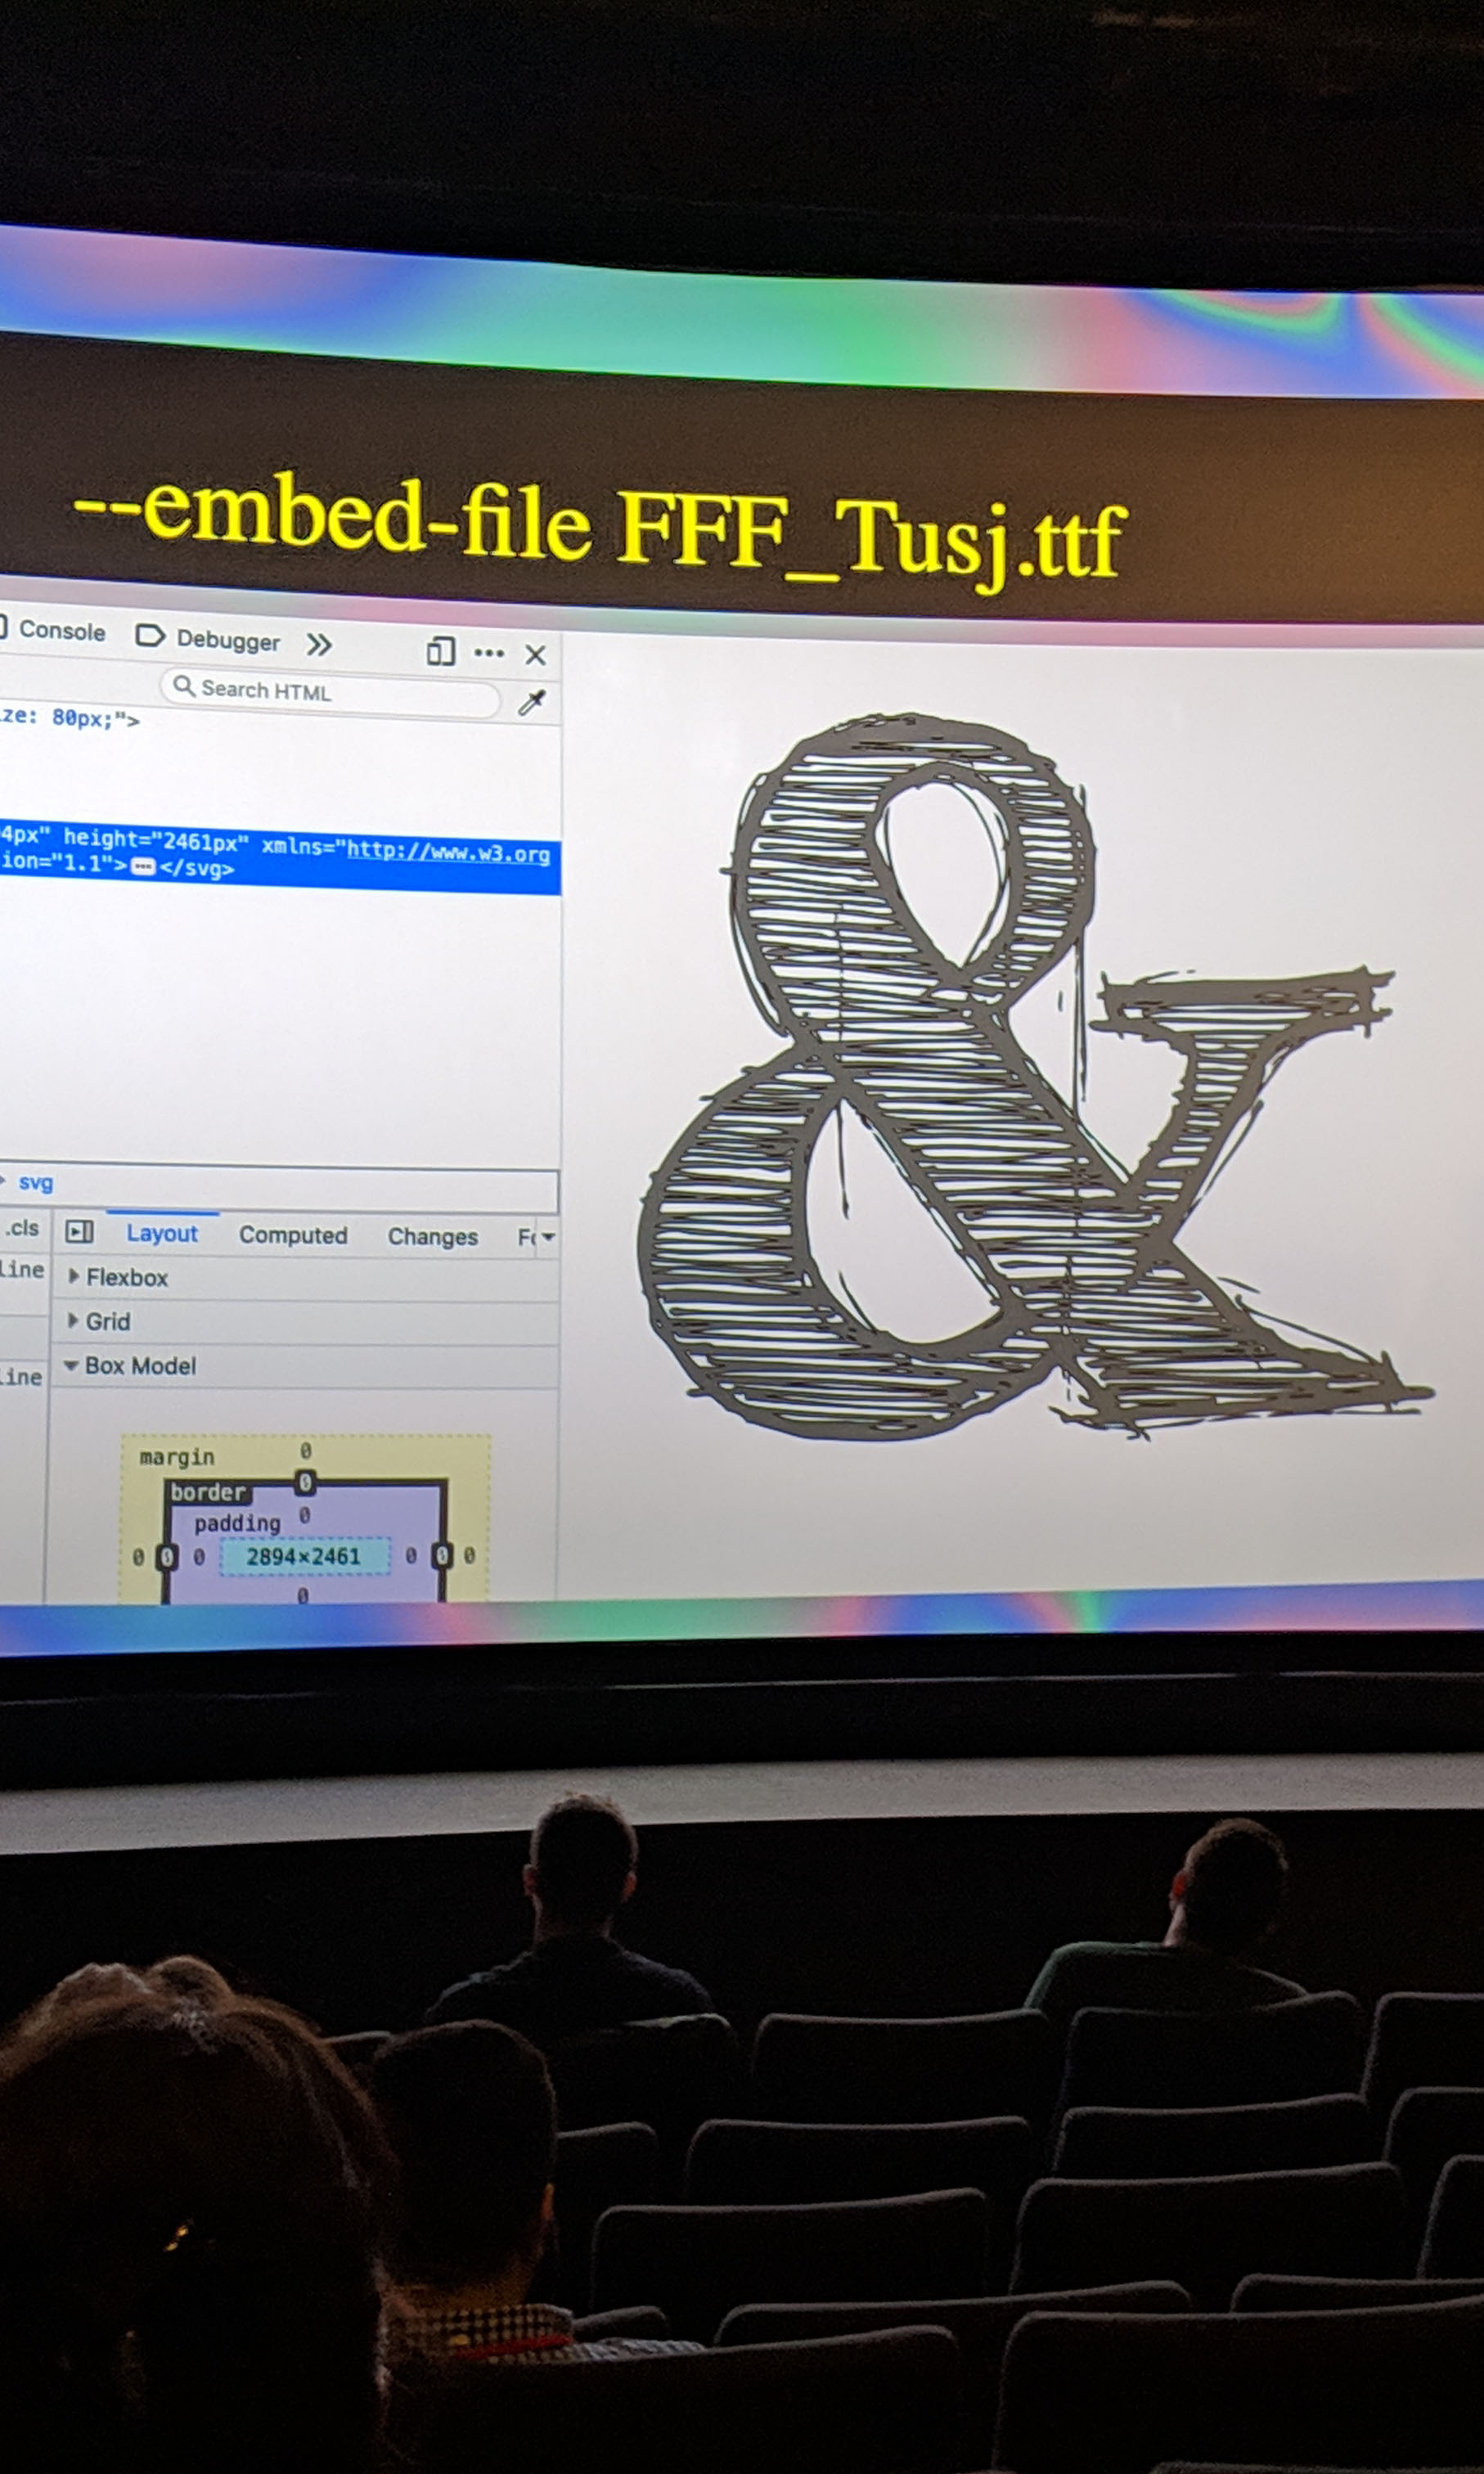 --embed-file FFF_Tusj.ttf
Console Debugger
Search HTML
ze: 80px;">
4px" height="2461px" xmlns="http://www.w3.org
ion="1.1"></svg>
svg
.cls Layout Computed Changes
line
Flexbox
Grid
line
Box Model
margin 0
border 0
padding 0
0 0 0 2894×2461 0 0 0
0
&